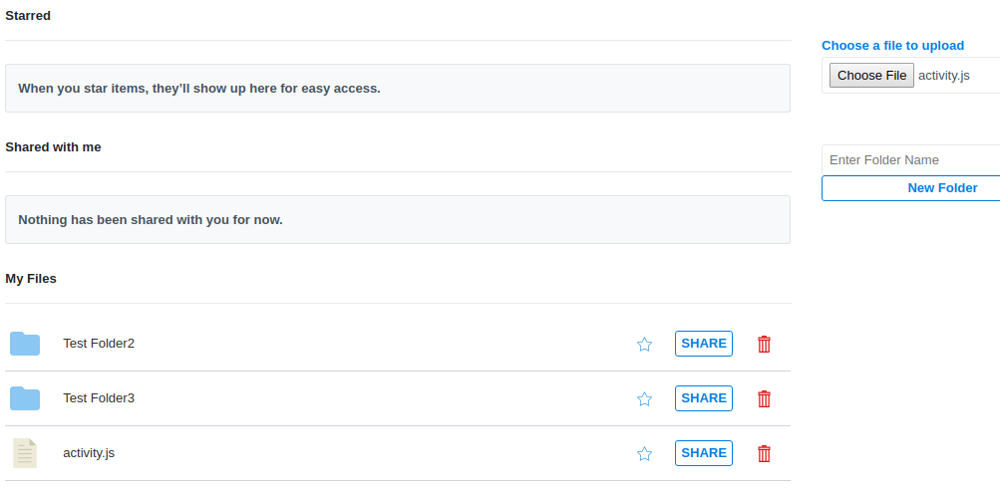 Starred
When you star items, they’ll show up here for easy access.
Shared with me
Nothing has been shared with you for now.
My Files
Test Folder2
SHARE
Test Folder3
SHARE
activity.js
SHARE
Choose a file to upload
Choose File activity.js
Enter Folder Name
New Folder